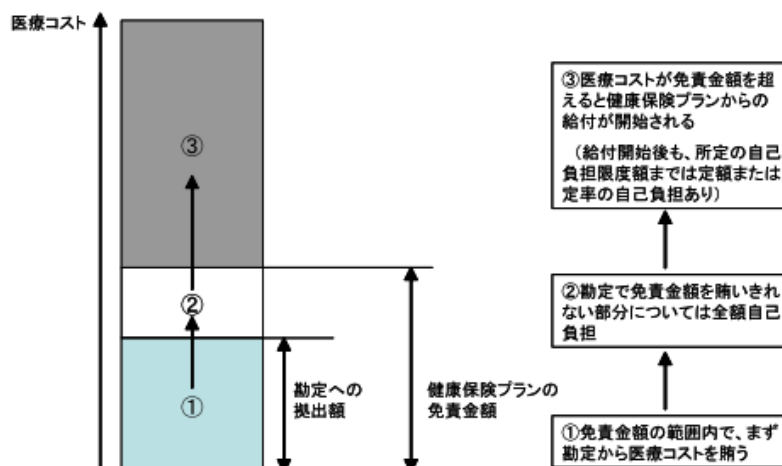 医療コスト
③
②
①
勘定への
拠出額
健康保険プランの
免責金額
③医療コストが免責金額を超
えると健康保険プランからの
給付が開始される
（給付開始後も、所定の自己
負担限度額までは定額または
定率の自己負担あり）
②勘定で免責金額を賄いきれ
ない部分については全額自己
負担
①免責金額の範囲内で、まず
勘定から医療コストを賄う